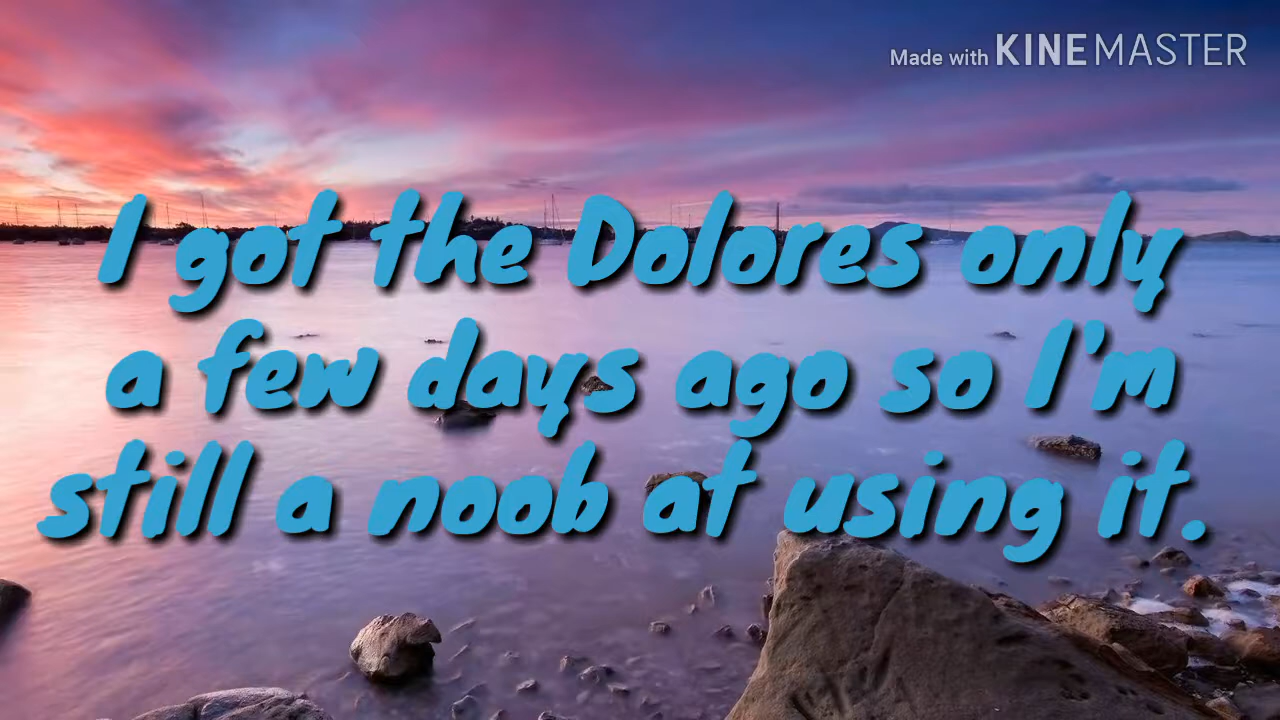 Made with KINEMASTER
I got the Dolores only
a few days ago so I'm
still a noob at using it.